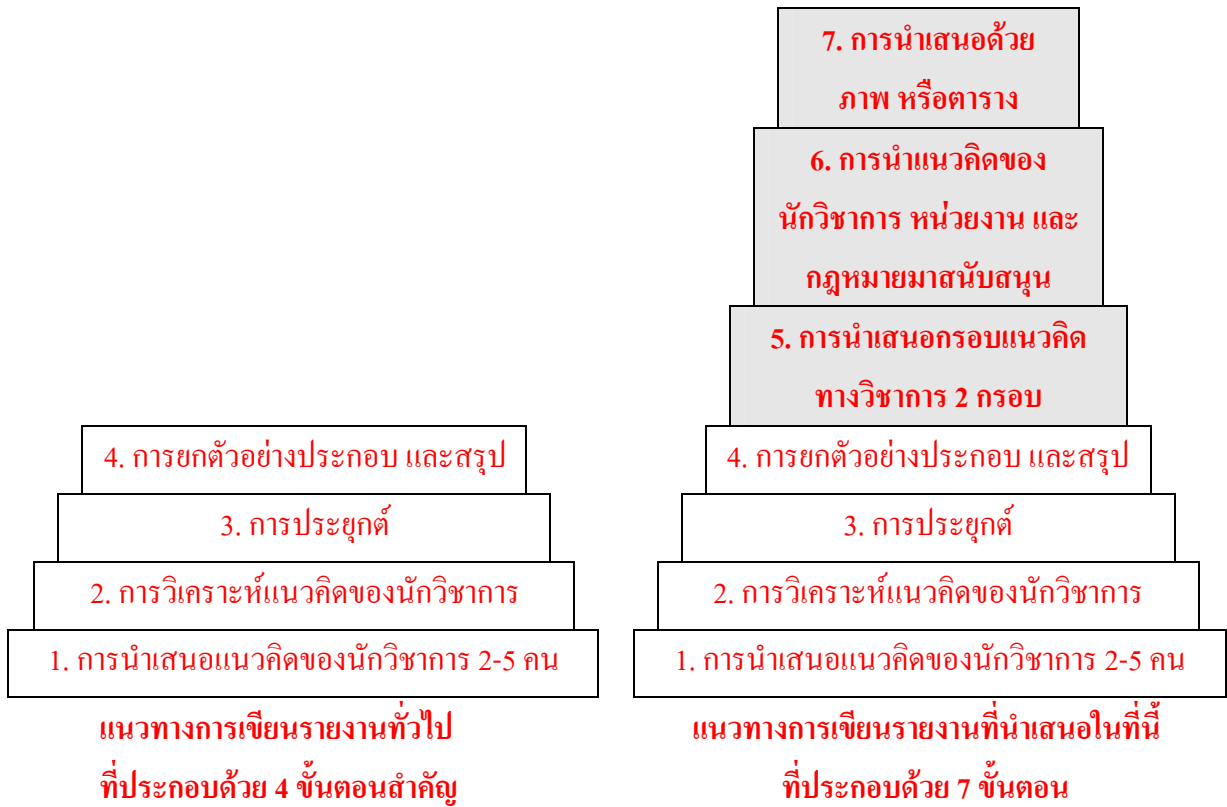 4. การยกตัวอย่างประกอบ และสรุป
3. การประยุกต์
2. การวิเคราะห์แนวคิดของนักวิชาการ
1. การนำเสนอแนวคิดของนักวิชาการ 2-5 คน
แนวทางการเขียนรายงานทั่วไป
ที่ประกอบด้วย 4 ขั้นตอนสำคัญ
7. การนำเสนอด้วย
ภาพ หรือตาราง
6. การนำแนวคิดของ
นักวิชาการ หน่วยงาน และ
กฎหมายมาสนับสนุน
5. การนำเสนอกรอบแนวคิด
ทางวิชาการ 2 กรอบ
4. การยกตัวอย่างประกอบ และสรุป
3. การประยุกต์
2. การวิเคราะห์แนวคิดของนักวิชาการ
1. การนำเสนอแนวคิดของนักวิชาการ 2-5 คน
แนวทางการเขียนรายงานที่นำเสนอในที่นี้
ที่ประกอบด้วย 7 ขั้นตอน